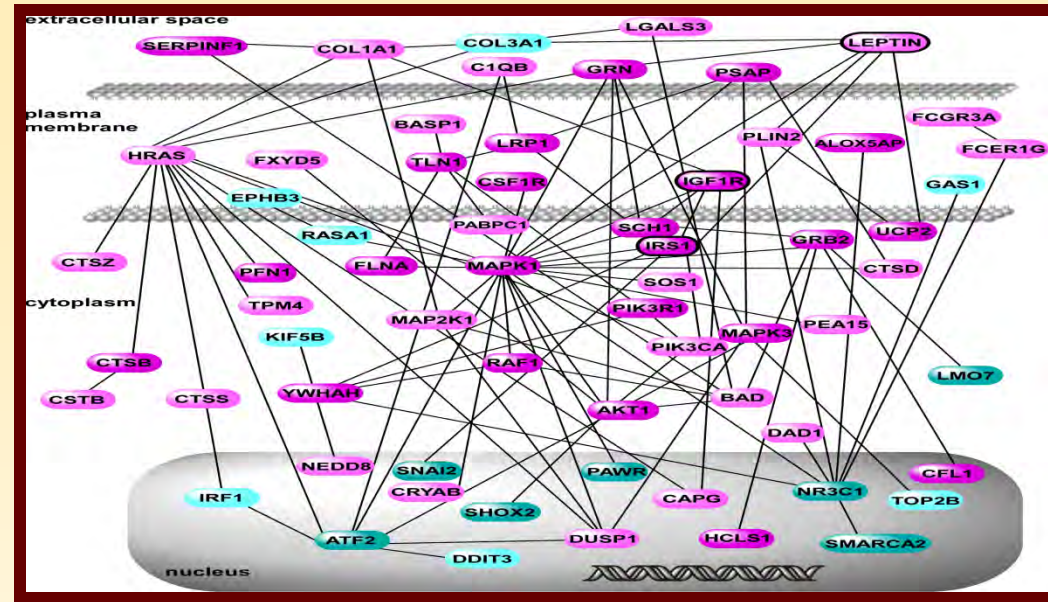 extracellular space
LGALS3
SERPINF1
COL1A1
COL3A1
LEPTIN
C1QB
GRN
PSAP
plasma
membrane
BASP1
FCGR3A
HRAS
FXYD5
TLN1
LRP1
PLIN2
ALOX5AP
FCER1G
EPHB3
CSF1R
IGF1R
GAS1
RASA1
PABPC1
SCH1
IRS1
GRB2
UCP2
CTSZ
PFN1
FLNA
MAPK1
SOS1
CTSD
cytoplasm
TPM4
MAP2K1
PIK3R1
KIF5B
PIK3CA
MAPK3
PEA15
CTSB
RAF1
LMO7
CSTB
CTSS
YWHAH
AKT1
BAD
DAD1
NEDD8
SNAI2
PAWR
CFL1
IRF1
CRYAB
CAPG
NR3C1
TOP2B
SHOX2
ATF2
DUSP1
HCLS1
SMARCA2
DDIT3
nucleus